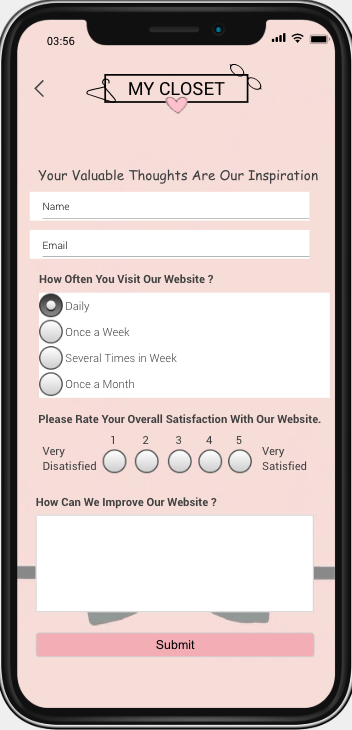 03:56
MY CLOSET
Your Valuable Thoughts Are Our Inspiration
Name
Email
How Often You Visit Our Website ?
Daily
Once a Week
Several Times in Week
Once a Month
Please Rate Your Overall Satisfaction With Our Website.
1 2 3 4 5
Very Disatisfied
Very Satisfied
How Can We Improve Our Website ?
Submit